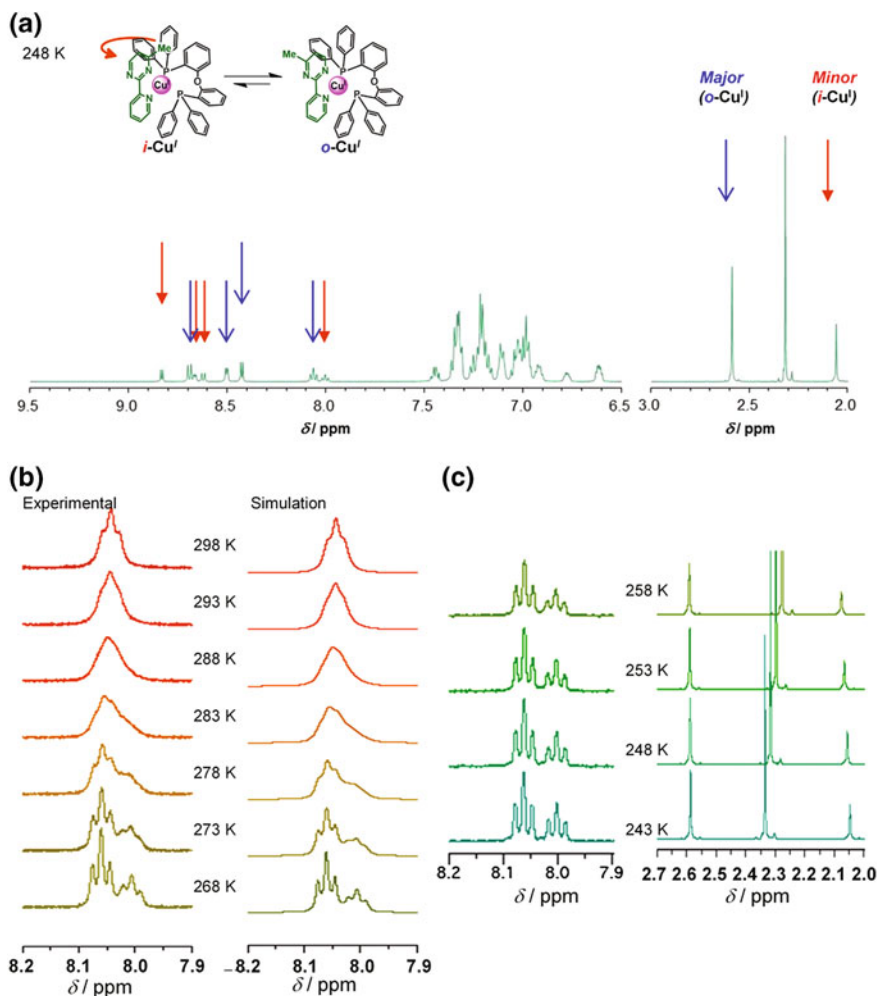 (a)
248 K
Me
N
N
N
P
P
O
Cu^I
i-Cu^I
Me
N
N
N
P
P
O
Cu^I
o-Cu^I
Major
(o-Cu^I)
Minor
(i-Cu^I)
9.5 9.0 8.5 8.0 7.5 7.0 6.5
δ/ ppm
3.0 2.5 2.0
δ/ ppm
(b)
Experimental
Simulation
298 K
293 K
288 K
283 K
278 K
273 K
268 K
8.2 8.1 8.0 7.9
δ/ ppm
8.2 8.1 8.0 7.9
δ/ ppm
(c)
258 K
253 K
248 K
243 K
8.2 8.1 8.0 7.9
δ/ ppm
2.7 2.6 2.5 2.4 2.3 2.2 2.1 2.0
δ/ ppm